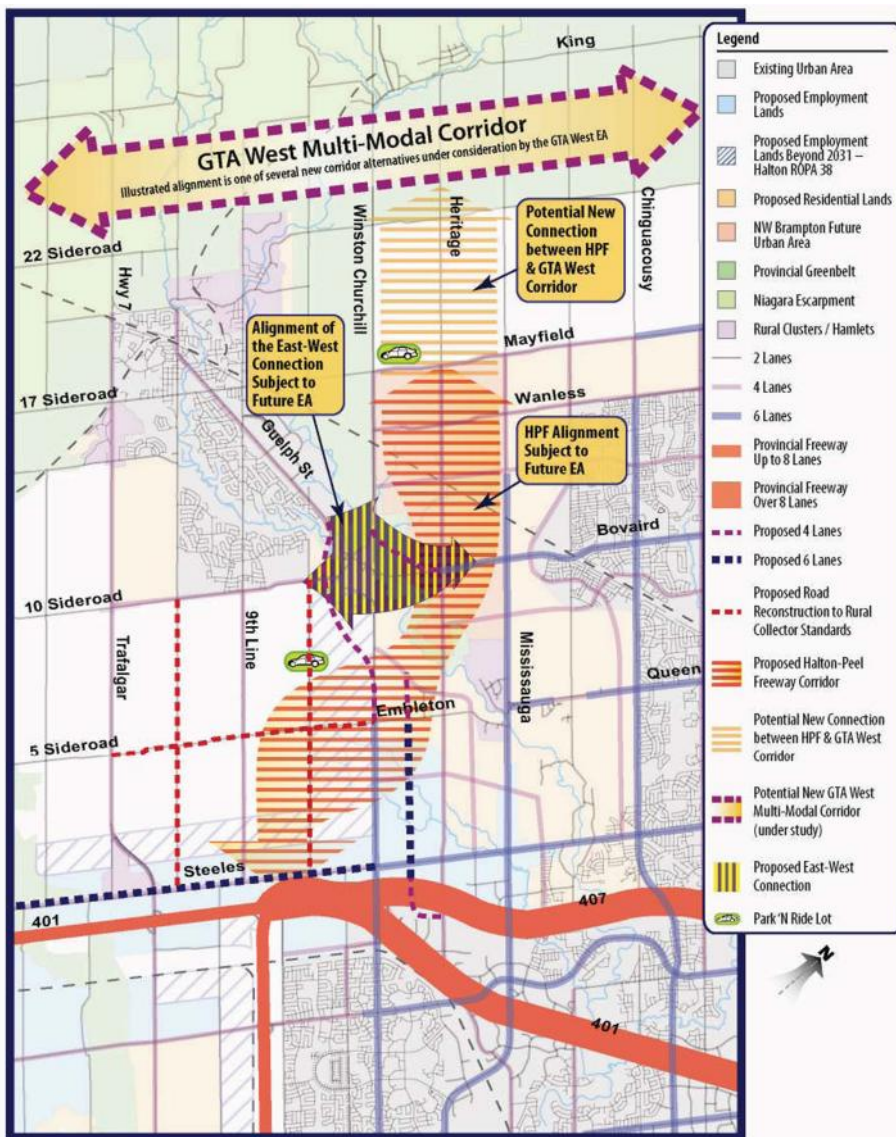 King
GTA West Multi-Modal Corridor
Illustrated alignment is one of several new corridor alternatives under consideration by the GTA West EA
22 Sideroad
Hwy 7
Winston Churchill
Heritage
Potential New
Connection
between HPF
& GTA West
Corridor
Chinguacousy
Alignment of
the East-West
Connection
Subject to
Future EA
Mayfield
17 Sideroad
Wanless
Guelph St
HPF Alignment
Subject to
Future EA
Bovaird
10 Sideroad
Trafalgar
9th Line
Mississauga
Queen
Embleton
5 Sideroad
Steeles
401
407
401
Legend
Existing Urban Area
Proposed Employment
Lands
Proposed Employment
Lands Beyond 2031 –
Halton ROPA 38
Proposed Residential Lands
NW Brampton Future
Urban Area
Provincial Greenbelt
Niagara Escarpment
Rural Clusters / Hamlets
2 Lanes
4 Lanes
6 Lanes
Provincial Freeway
Up to 8 Lanes
Provincial Freeway
Over 8 Lanes
Proposed 4 Lanes
Proposed 6 Lanes
Proposed Road
Reconstruction to Rural
Collector Standards
Proposed Halton-Peel
Freeway Corridor
Potential New Connection
between HPF & GTA West
Corridor
Potential New GTA West
Multi-Modal Corridor
(under study)
Proposed East-West
Connection
Park 'N Ride Lot
N